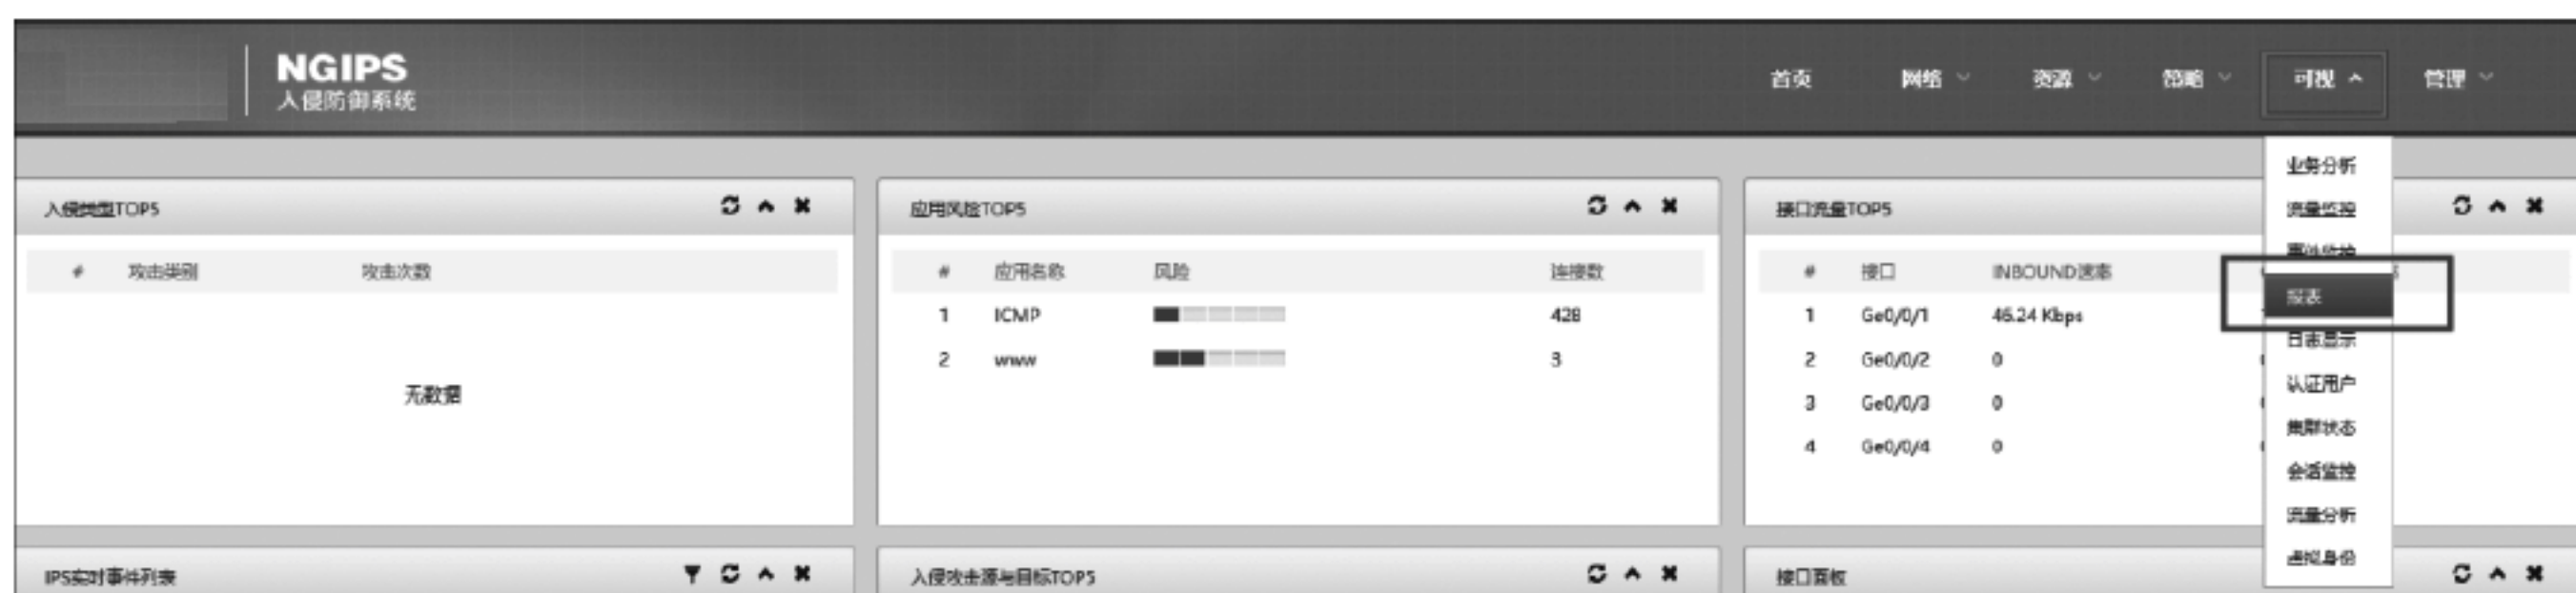 NGIPS
入侵防御系统
首页 网络 资源 策略 可视 管理
业务分析
流量监控
事件监控
报表
日志显示
认证用户
集群状态
会话监控
流量分析
虚拟身份
入侵类型TOP5
# 攻击类别 攻击次数
无数据
应用风险TOP5
# 应用名称 风险 连接数
1 ICMP 428
2 www 3
接口流量TOP5
# 接口 INBOUND速率
1 Ge0/0/1 46.24 Kbps
2 Ge0/0/2 0
3 Ge0/0/3 0
4 Ge0/0/4 0
IPS实时事件列表
入侵攻击源与目标TOP5
接口面板